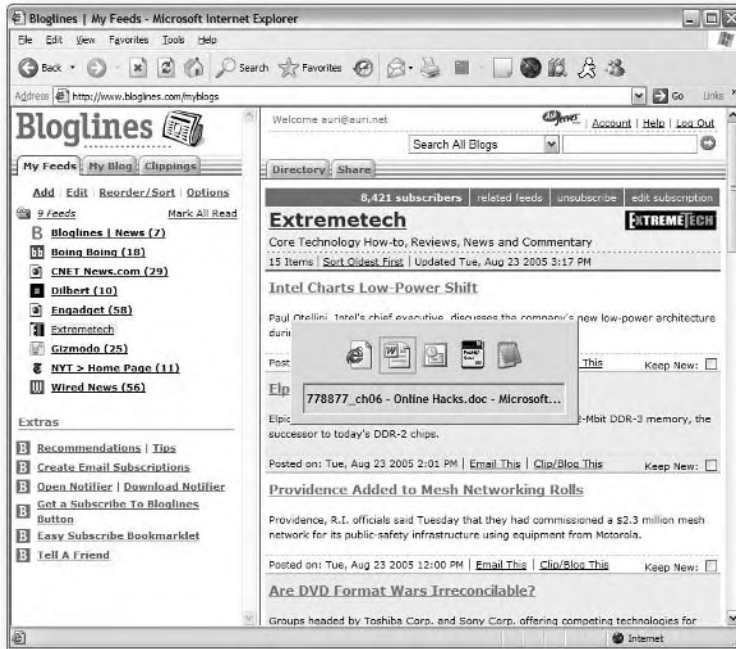 Bloglines | My Feeds - Microsoft Internet Explorer
File Edit View Favorites Tools Help
Back Search Favorites
Address http://www.bloglines.com/myblogs Go Links
Bloglines
Welcome auri@auri.net
Account | Help | Log Out
Search All Blogs
My Feeds My Blog Clippings
Directory Share
Add | Edit | Reorder/Sort | Options
9 Feeds Mark All Read
Bloglines | News (7)
Boing Boing (18)
CNET News.com (29)
Dilbert (10)
Engadget (58)
Extremetech
Gizmodo (25)
NYT > Home Page (11)
Wired News (56)
Extras
Recommendations | Tips
Create Email Subscriptions
Open Notifier | Download Notifier
Get a Subscribe To Bloglines
Button
Easy Subscribe Bookmarklet
Tell A Friend
8,421 subscribers | related feeds | unsubscribe | edit subscription
Extremetech EXTREMETECH
Core Technology How-to, Reviews, News and Commentary
15 Items | Sort Oldest First | Updated Tue, Aug 23 2005 3:17 PM
Intel Charts Low-Power Shift
Paul Otellini, Intel's chief executive, discusses the company's new low-power architecture
Post This Keep New:
778877_ch06 - Online Hacks.doc - Microsoft...
Elp
-Mbit DDR-3 memory, the
successor to today's DDR-2 chips.
Posted on: Tue, Aug 23 2005 2:01 PM | Email This | Clip/Blog This Keep New:
Providence Added to Mesh Networking Rolls
Providence, R.I. officials said Tuesday that they had commissioned a $2.3 million mesh
network for its public-safety infrastructure using equipment from Motorola.
Posted on: Tue, Aug 23 2005 12:00 PM | Email This | Clip/Blog This Keep New:
Are DVD Format Wars Irreconcilable?
Groups headed by Toshiba Corp. and Sony Corp. offering competing technologies for
Internet